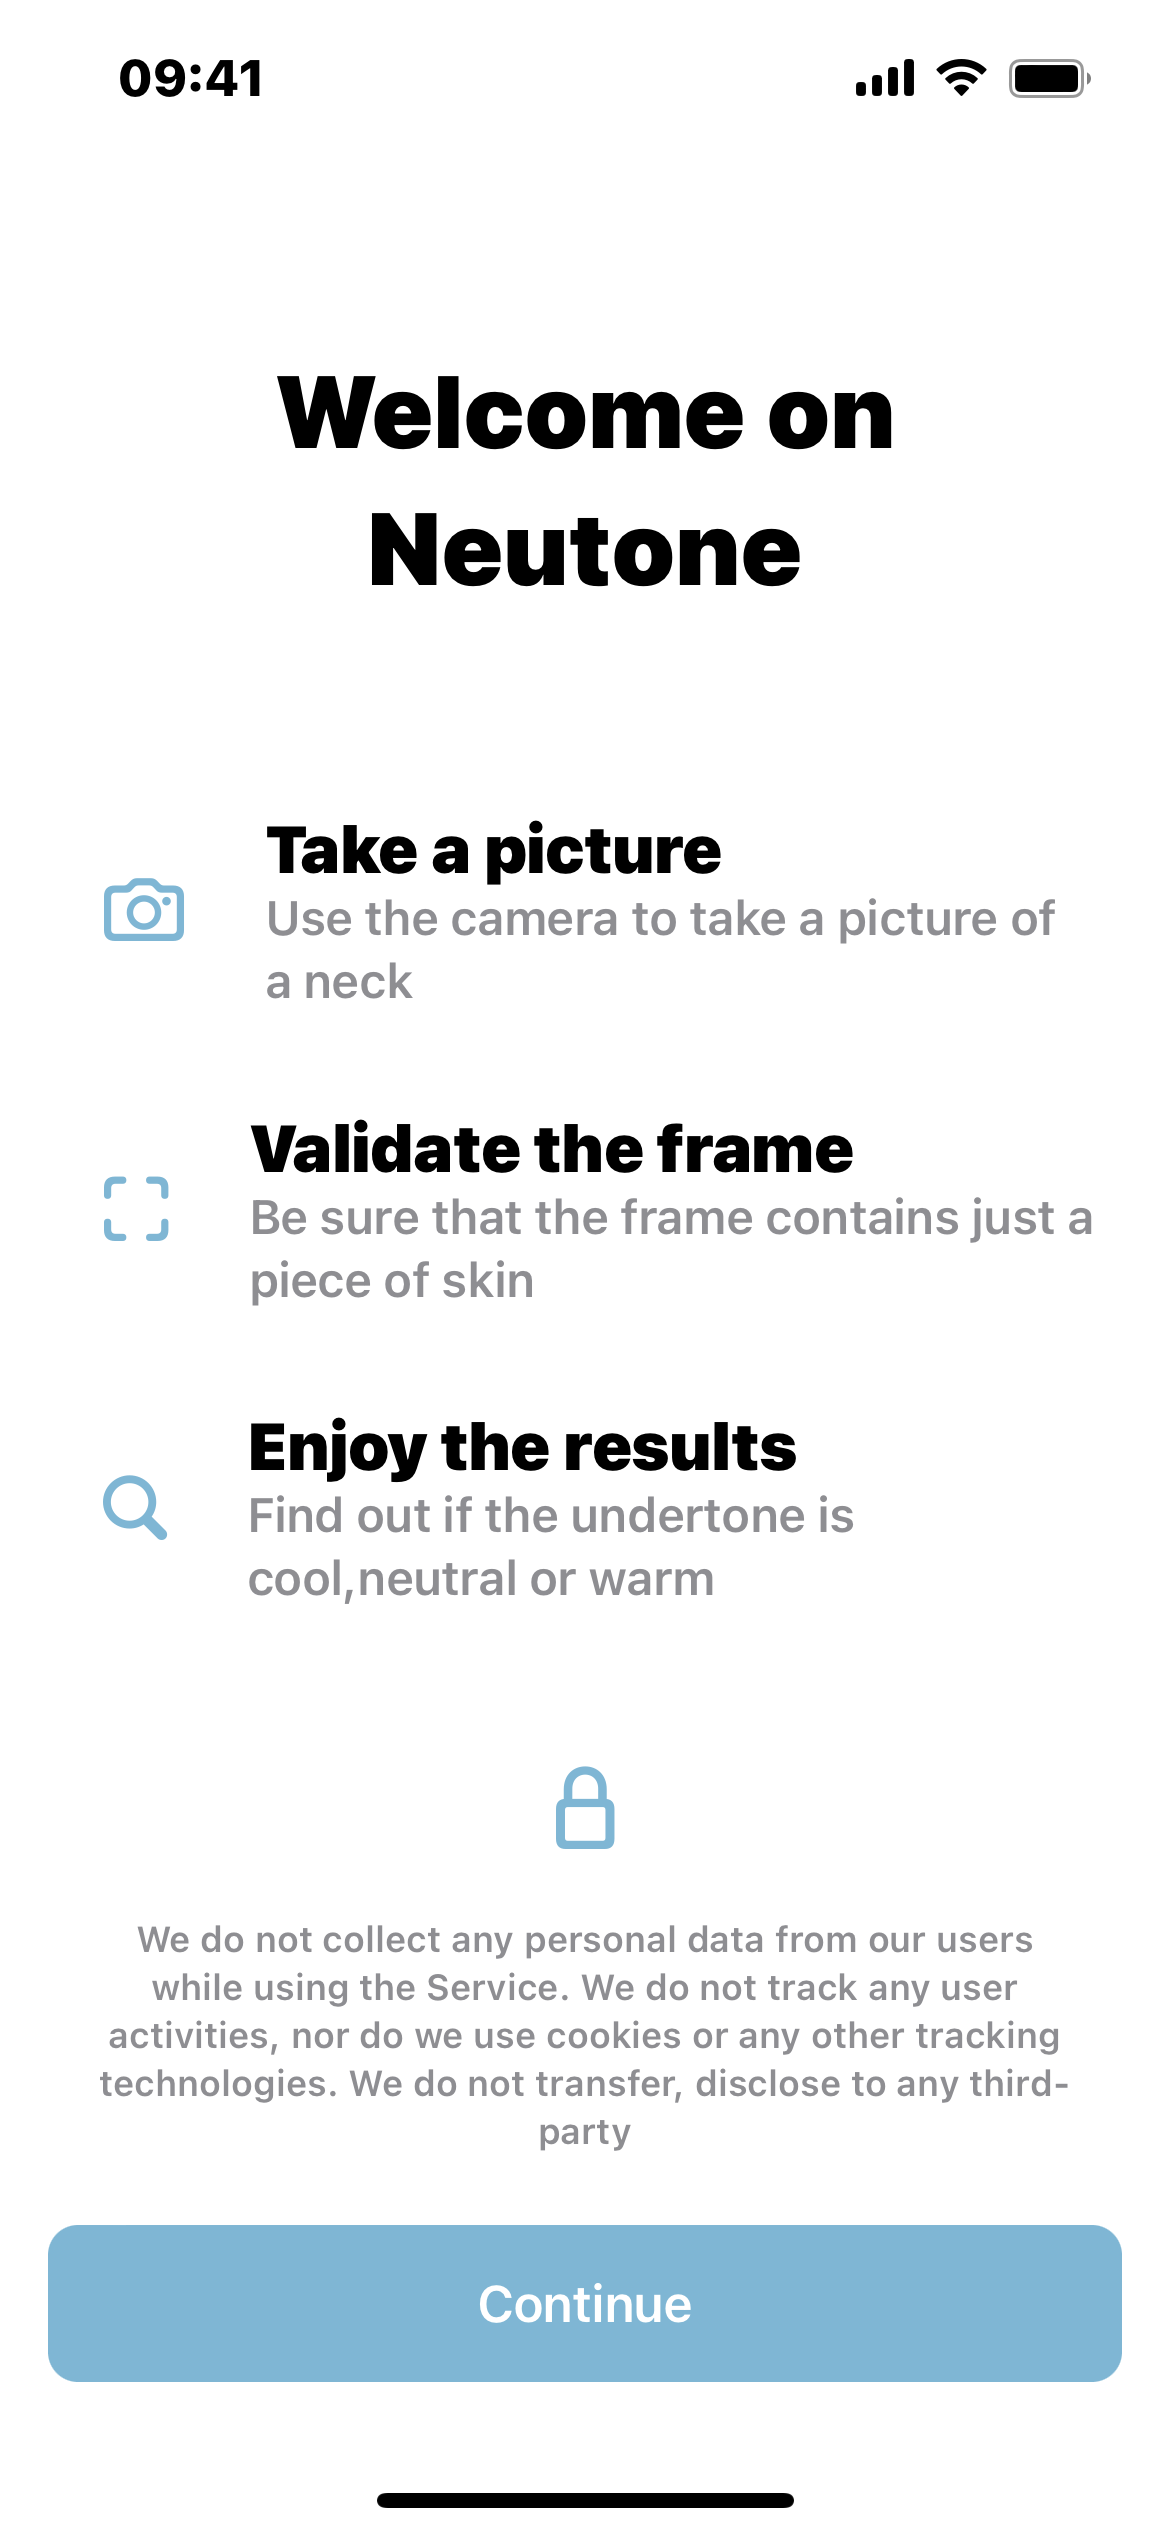 09:41
Welcome on
Neutone
Take a picture
Use the camera to take a picture of
a neck
Validate the frame
Be sure that the frame contains just a
piece of skin
Enjoy the results
Find out if the undertone is
cool,neutral or warm
We do not collect any personal data from our users
while using the Service. We do not track any user
activities, nor do we use cookies or any other tracking
technologies. We do not transfer, disclose to any third-
party
Continue